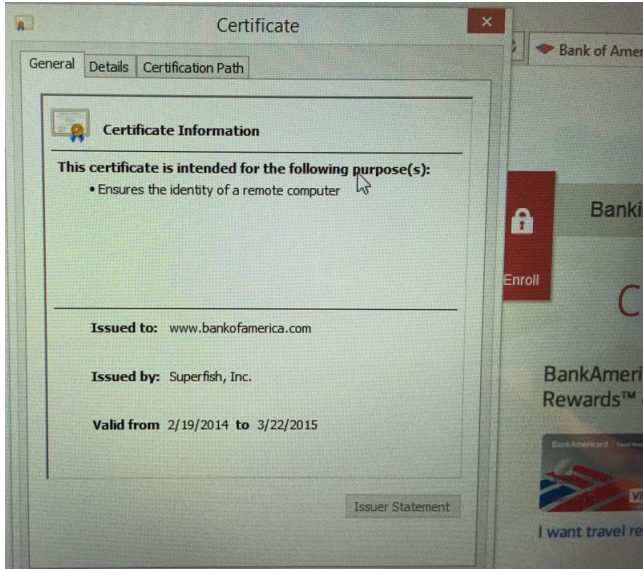 Certificate
Bank of Amer
General Details Certification Path
Certificate Information
This certificate is intended for the following purpose(s):
• Ensures the identity of a remote computer
Banki
Enroll
C
Issued to: www.bankofamerica.com
Issued by: Superfish, Inc.
BankAmeri
Rewards™
Valid from 2/19/2014 to 3/22/2015
BankAmericard
VI
Issuer Statement
I want travel re